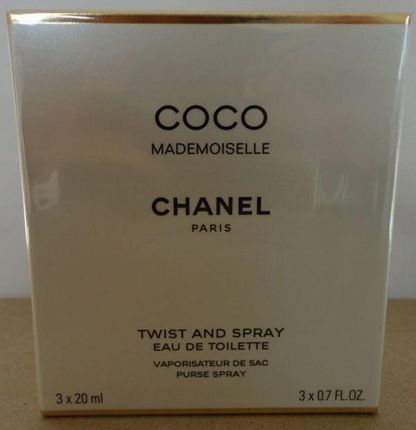 COCO
MADEMOISELLE
CHANEL
PARIS
TWIST AND SPRAY
EAU DE TOILETTE
VAPORISATEUR DE SAC
PURSE SPRAY
3 x 20 ml 3 x 0.7 FL.OZ.